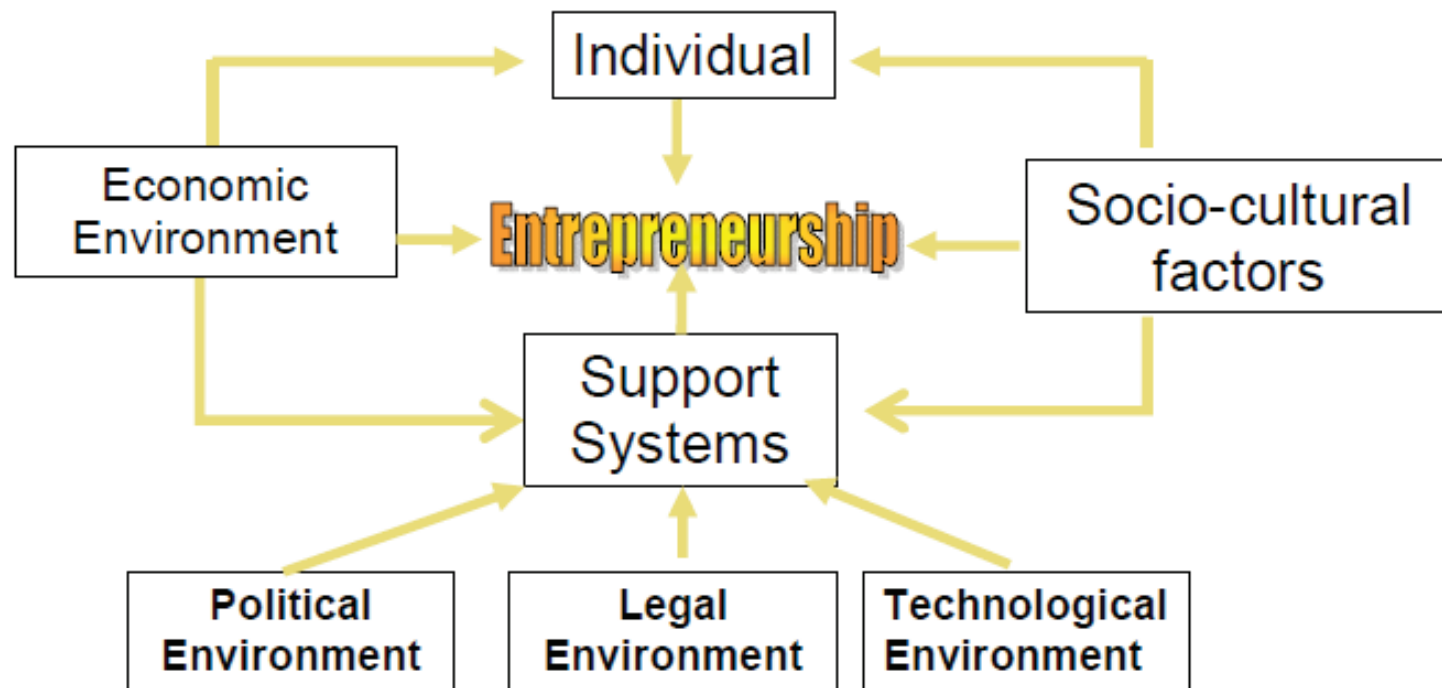 Individual
Economic
Environment
Socio-cultural
factors
Entrepreneurship
Support
Systems
Political
Environment
Legal
Environment
Technological
Environment